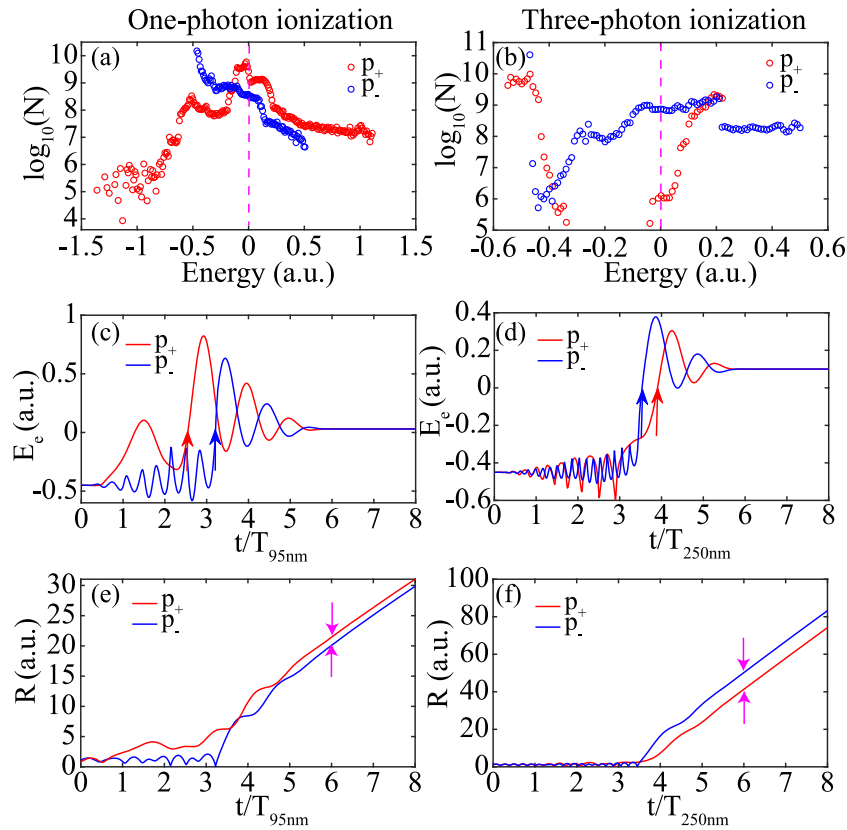 One-photon ionization Three-photon ionization
(a) p+ p-
log10(N)
10 9 8 7 6 5 4
-1.5 -1 -0.5 0 0.5 1 1.5
Energy (a.u.)
(b) p+ p-
log10(N)
11 10 9 8 7 6 5
-0.6 -0.4 -0.2 0 0.2 0.4 0.6
Energy (a.u.)
(c) p+ p-
Ee (a.u.)
1 0.5 0 -0.5
0 1 2 3 4 5 6 7 8
t/T95nm
(d) p+ p-
Ee (a.u.)
0.4 0.2 0 -0.2 -0.4 -0.6
0 1 2 3 4 5 6 7 8
t/T250nm
(e) p+ p-
R (a.u.)
30 25 20 15 10 5 0
0 1 2 3 4 5 6 7 8
t/T95nm
(f) p+ p-
R (a.u.)
100 80 60 40 20 0
0 1 2 3 4 5 6 7 8
t/T250nm